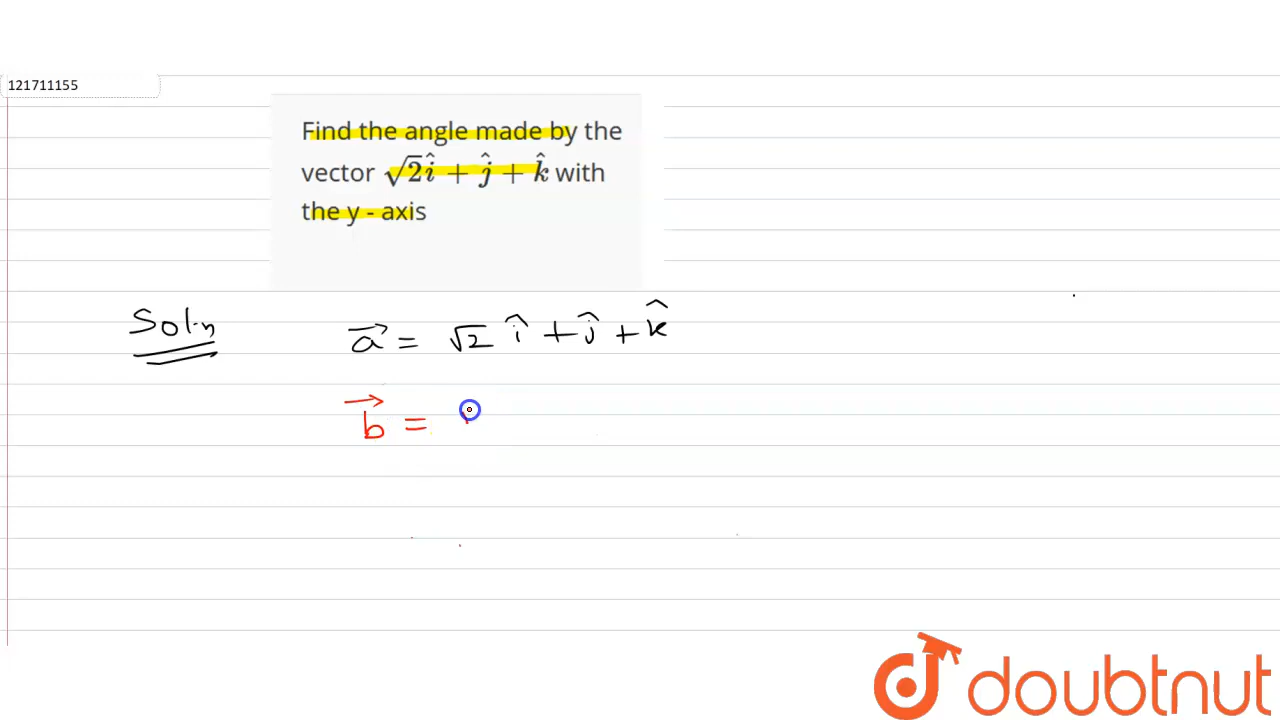 121711155
Find the angle made by the
vector √2î + ĵ + k̂ with
the y - axis
Sol.n
a⃗ = √2 î + ĵ + k̂
b⃗ =
doubtnut